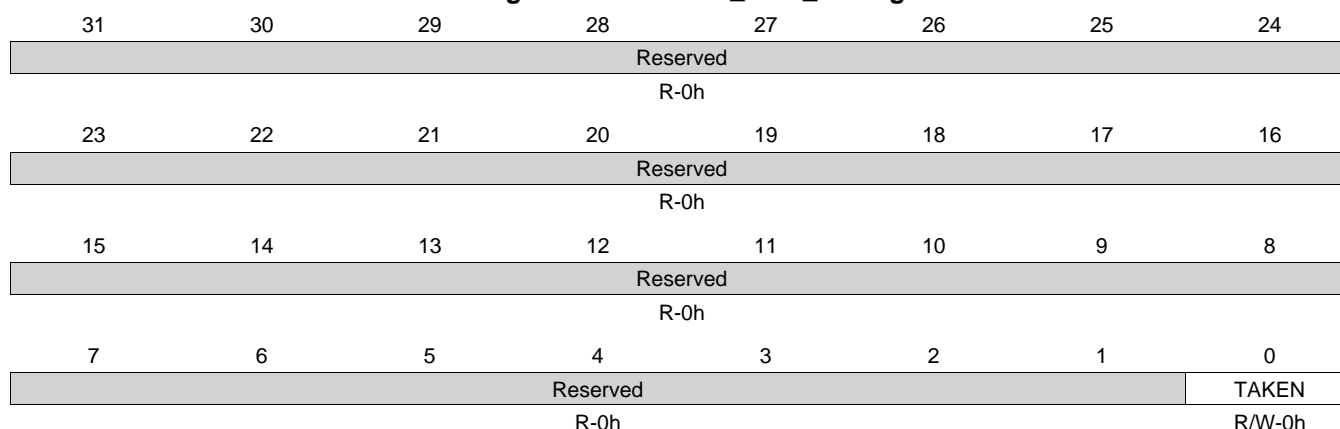 31 30 29 28 27 26 25 24
Reserved
R-0h
23 22 21 20 19 18 17 16
Reserved
R-0h
15 14 13 12 11 10 9 8
Reserved
R-0h
7 6 5 4 3 2 1 0
Reserved TAKEN
R-0h R/W-0h